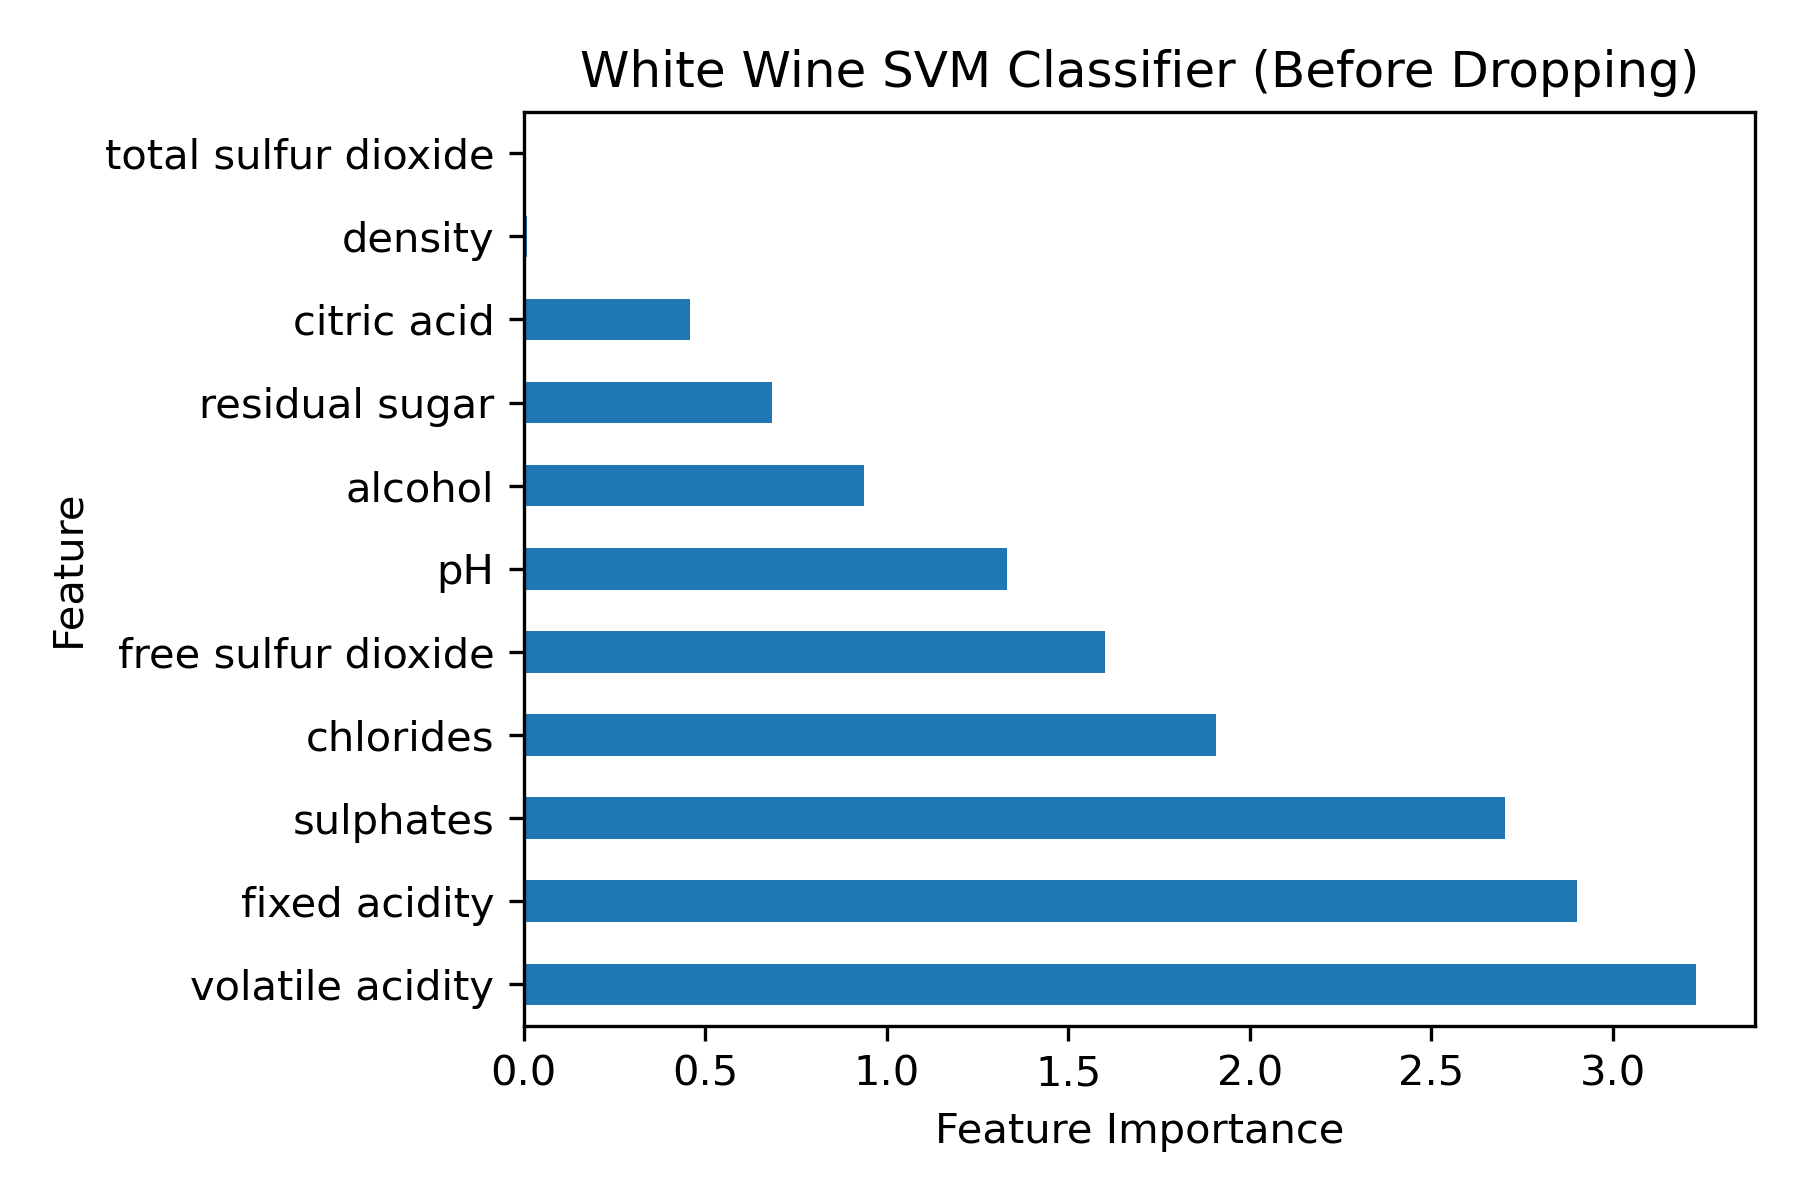 White Wine SVM Classifier (Before Dropping)
total sulfur dioxide
density
citric acid
residual sugar
alcohol
pH
free sulfur dioxide
chlorides
sulphates
fixed acidity
volatile acidity
Feature
0.0 0.5 1.0 1.5 2.0 2.5 3.0
Feature Importance